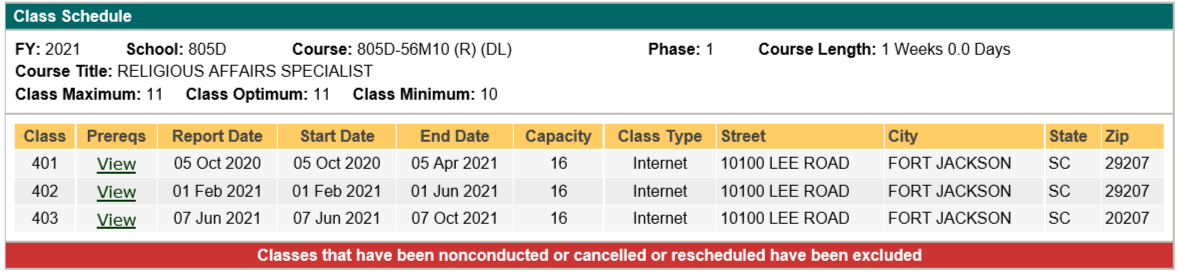 Class Schedule
FY: 2021 School: 805D Course: 805D-56M10 (R) (DL) Phase: 1 Course Length: 1 Weeks 0.0 Days
Course Title: RELIGIOUS AFFAIRS SPECIALIST
Class Maximum: 11 Class Optimum: 11 Class Minimum: 10
Class Prereqs Report Date Start Date End Date Capacity Class Type Street City State Zip
401 View 05 Oct 2020 05 Oct 2020 05 Apr 2021 16 Internet 10100 LEE ROAD FORT JACKSON SC 29207
402 View 01 Feb 2021 01 Feb 2021 01 Jun 2021 16 Internet 10100 LEE ROAD FORT JACKSON SC 29207
403 View 07 Jun 2021 07 Jun 2021 07 Oct 2021 16 Internet 10100 LEE ROAD FORT JACKSON SC 20207
Classes that have been nonconducted or cancelled or rescheduled have been excluded